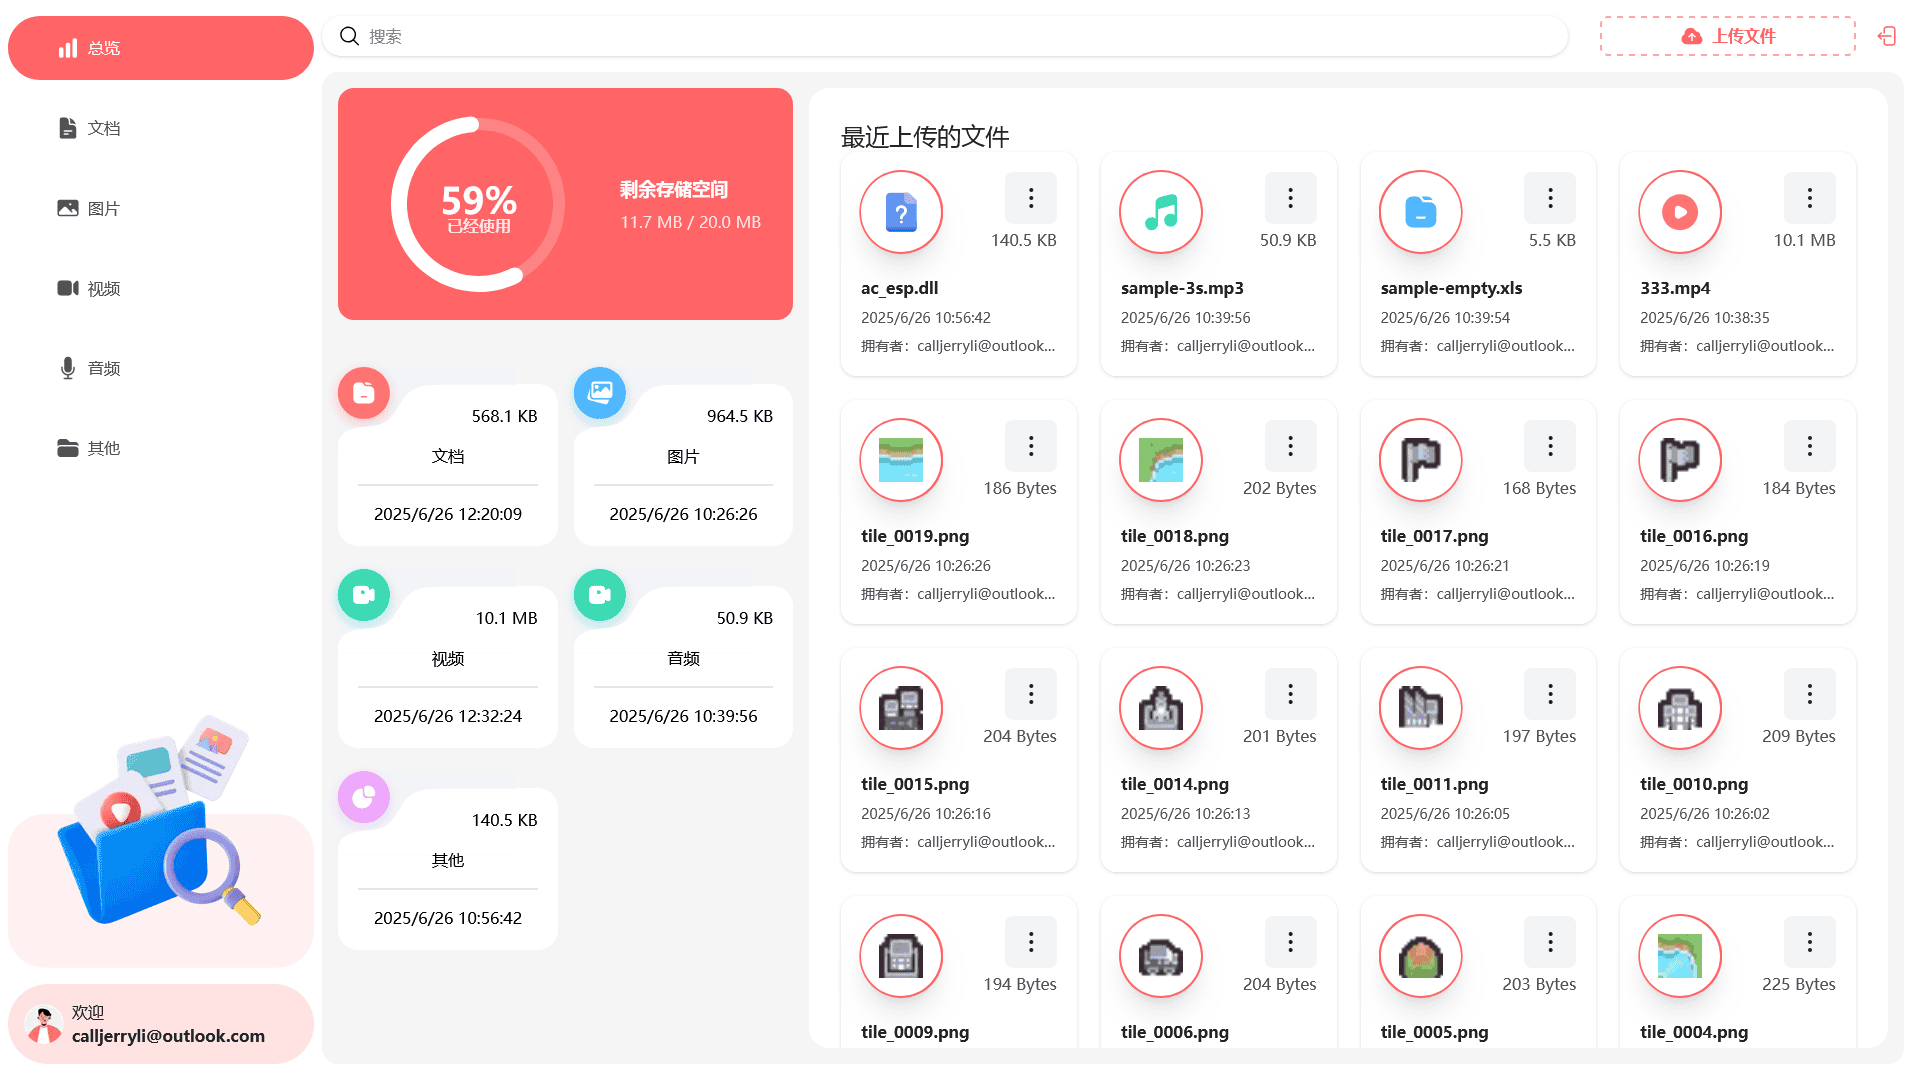 总览
文档
图片
视频
音频
其他
欢迎
calljerryli@outlook.com
搜索
上传文件
59%
已经使用
剩余存储空间
11.7 MB / 20.0 MB
568.1 KB
文档
2025/6/26 12:20:09
964.5 KB
图片
2025/6/26 10:26:26
10.1 MB
视频
2025/6/26 12:32:24
50.9 KB
音频
2025/6/26 10:39:56
140.5 KB
其他
2025/6/26 10:56:42
最近上传的文件
140.5 KB
ac_esp.dll
2025/6/26 10:56:42
拥有者：calljerryli@outlook...
50.9 KB
sample-3s.mp3
2025/6/26 10:39:56
拥有者：calljerryli@outlook...
5.5 KB
sample-empty.xls
2025/6/26 10:39:54
拥有者：calljerryli@outlook...
10.1 MB
333.mp4
2025/6/26 10:38:35
拥有者：calljerryli@outlook...
186 Bytes
tile_0019.png
2025/6/26 10:26:26
拥有者：calljerryli@outlook...
202 Bytes
tile_0018.png
2025/6/26 10:26:23
拥有者：calljerryli@outlook...
168 Bytes
tile_0017.png
2025/6/26 10:26:21
拥有者：calljerryli@outlook...
184 Bytes
tile_0016.png
2025/6/26 10:26:19
拥有者：calljerryli@outlook...
204 Bytes
tile_0015.png
2025/6/26 10:26:16
拥有者：calljerryli@outlook...
201 Bytes
tile_0014.png
2025/6/26 10:26:13
拥有者：calljerryli@outlook...
197 Bytes
tile_0011.png
2025/6/26 10:26:05
拥有者：calljerryli@outlook...
209 Bytes
tile_0010.png
2025/6/26 10:26:02
拥有者：calljerryli@outlook...
194 Bytes
tile_0009.png
204 Bytes
tile_0006.png
203 Bytes
tile_0005.png
225 Bytes
tile_0004.png